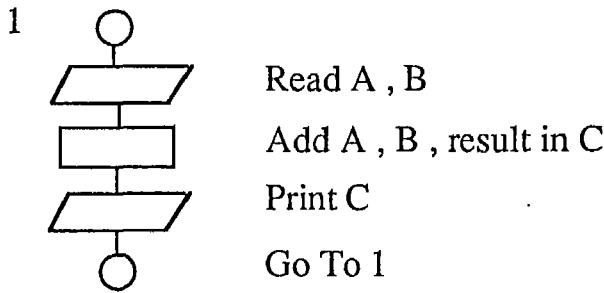 1
Read A , B
Add A , B , result in C
Print C
Go To 1